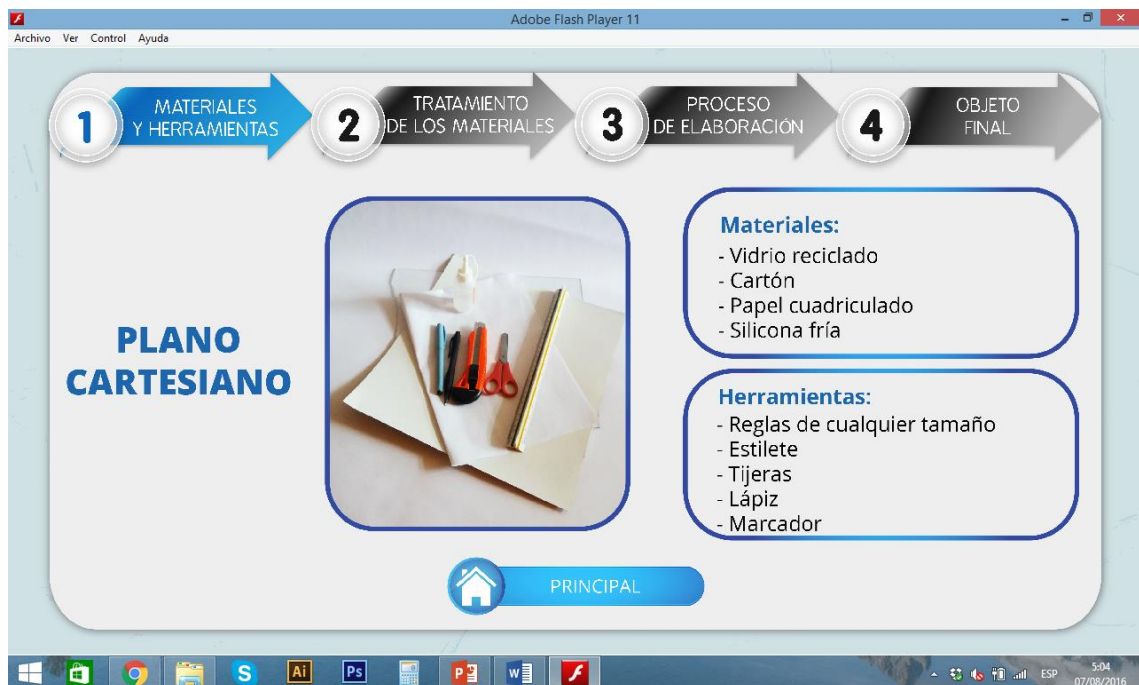 Adobe Flash Player 11
Archivo Ver Control Ayuda
1
MATERIALES
Y HERRAMIENTAS
2
TRATAMIENTO
DE LOS MATERIALES
3
PROCESO
DE ELABORACIÓN
4
OBJETO
FINAL
PLANO
CARTESIANO
Materiales:
- Vidrio reciclado
- Cartón
- Papel cuadriculado
- Silicona fría
Herramientas:
- Reglas de cualquier tamaño
- Estilete
- Tijeras
- Lápiz
- Marcador
PRINCIPAL
S
Ai
Ps
P
W
ESP
5:04
07/08/2016